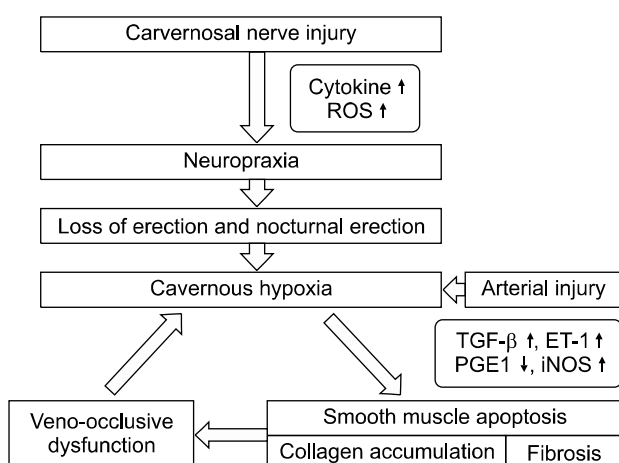 Carvernosal nerve injury
Cytokine ↑
ROS ↑
Neuropraxia
Loss of erection and nocturnal erection
Cavernous hypoxia
Arterial injury
TGF-β ↑, ET-1 ↑
PGE1 ↓, iNOS ↑
Veno-occlusive
dysfunction
Smooth muscle apoptosis
Collagen accumulation
Fibrosis